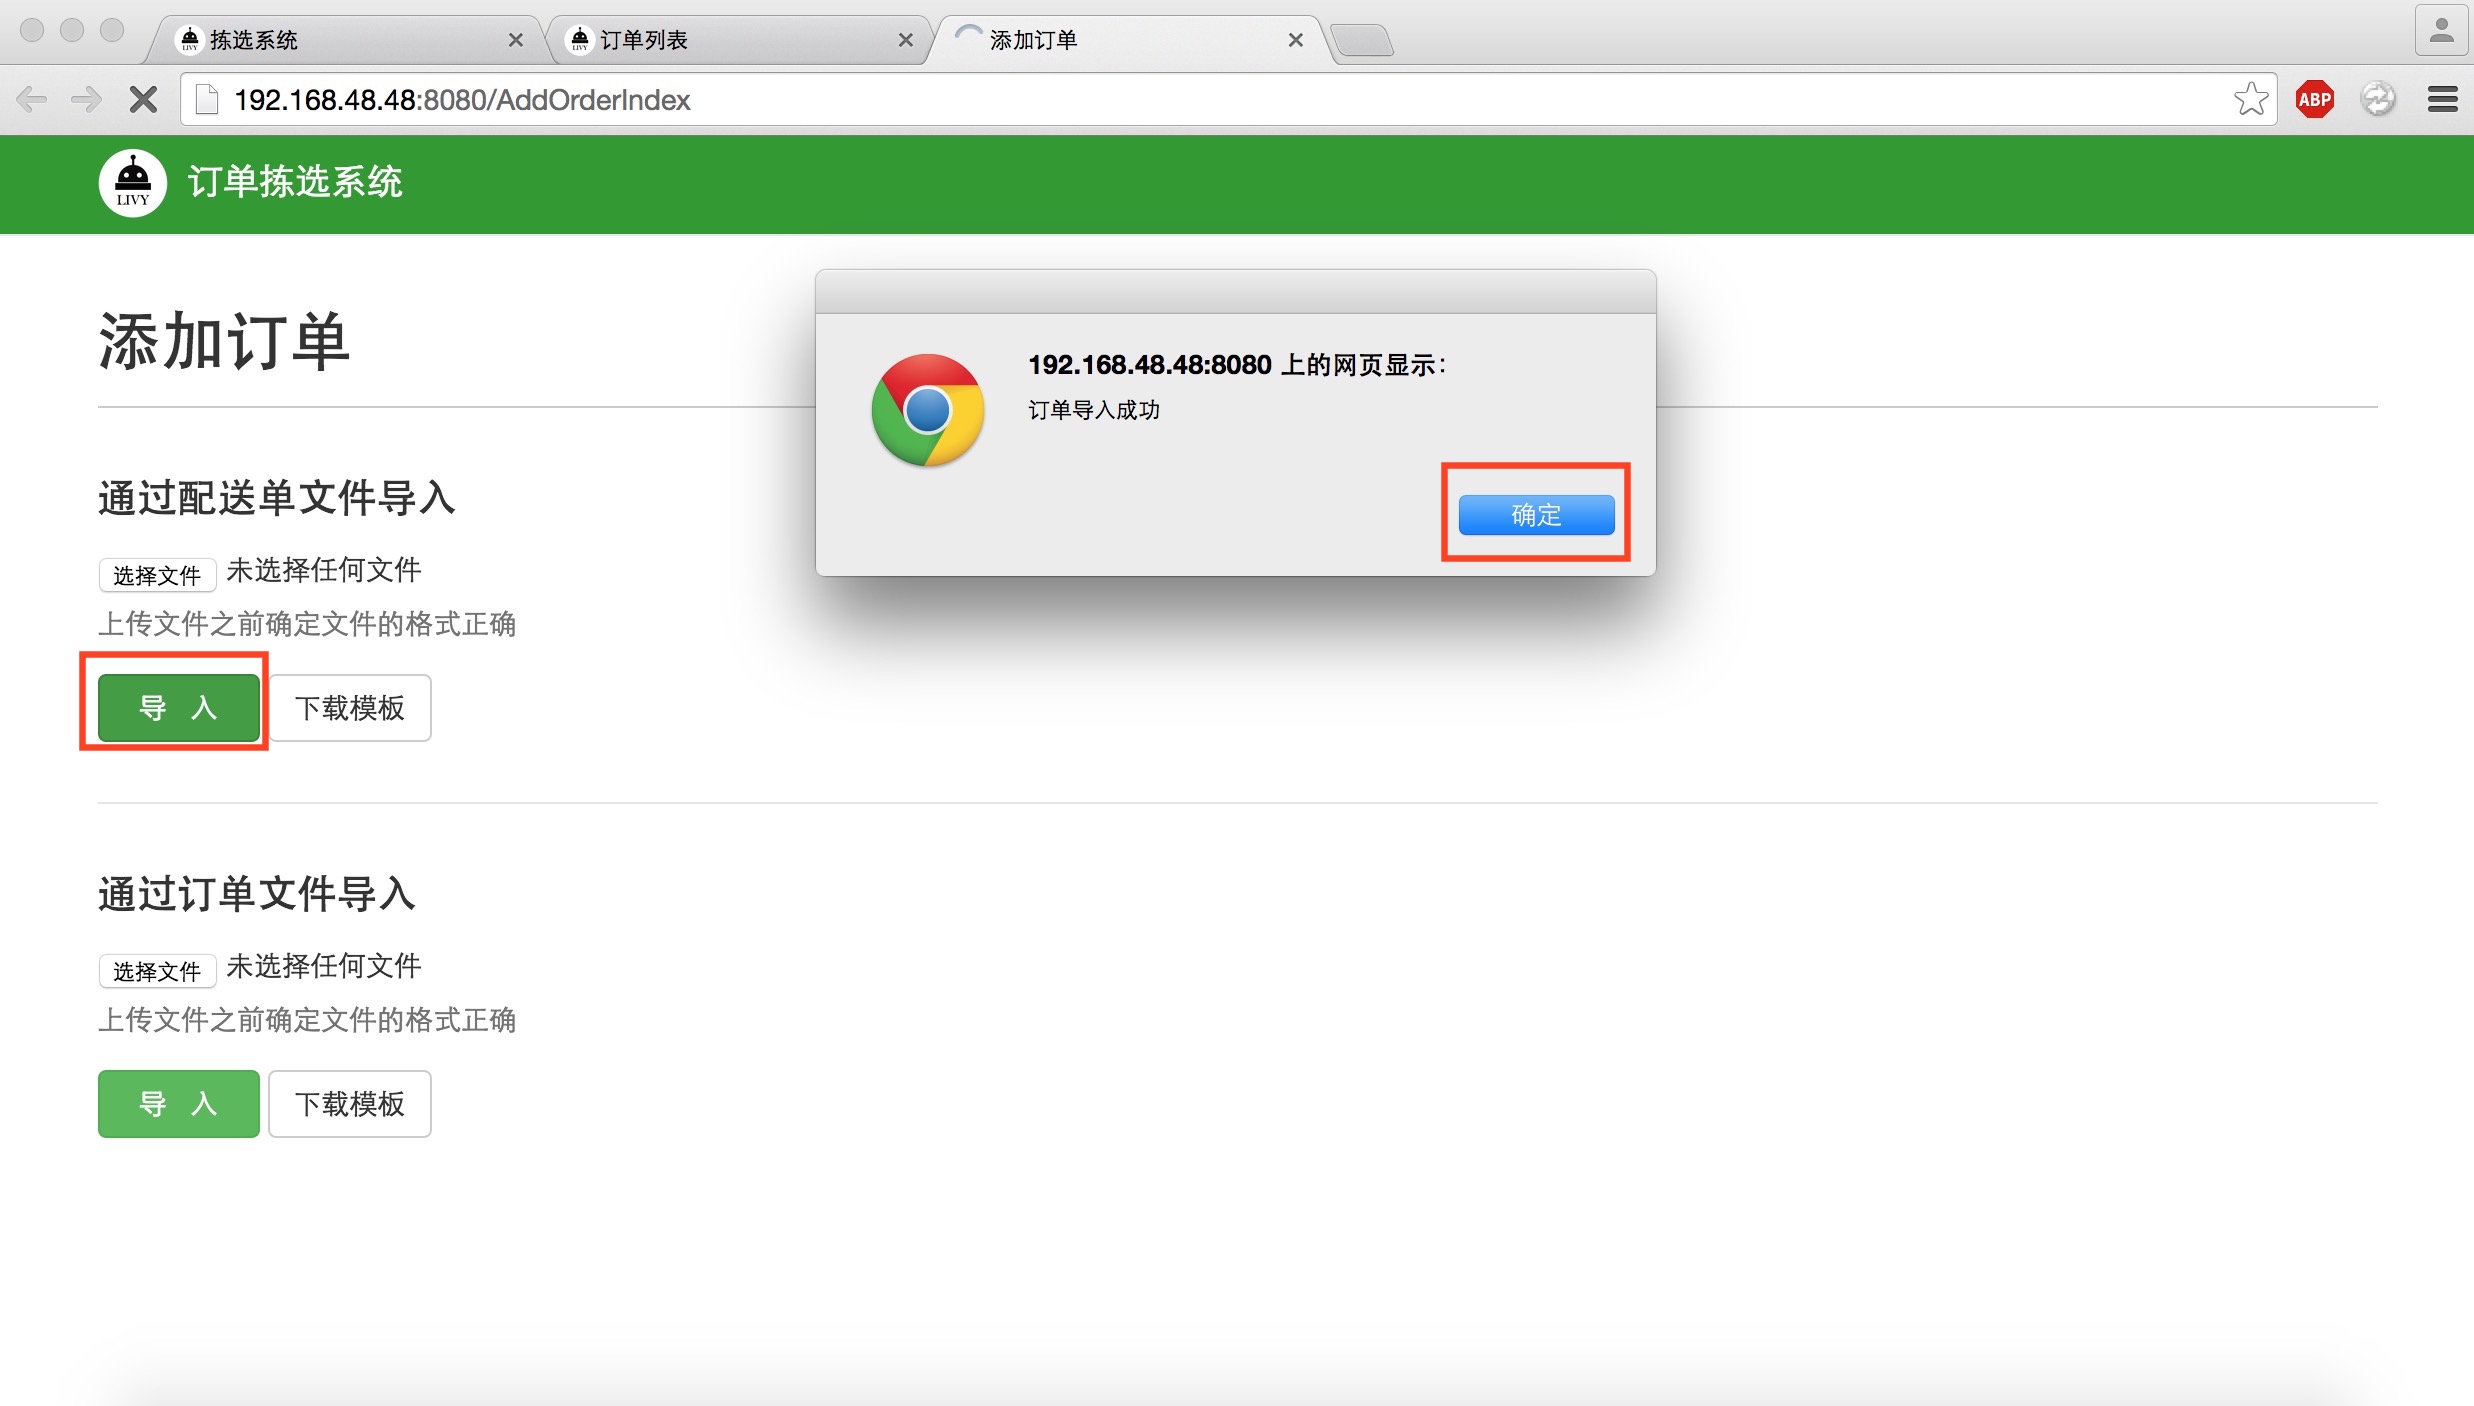 拣选系统
订单列表
添加订单
192.168.48.48:8080/AddOrderIndex
ABP
LIVY
订单拣选系统
添加订单
192.168.48.48:8080 上的网页显示：
订单导入成功
确定
通过配送单文件导入
选择文件 未选择任何文件
上传文件之前确定文件的格式正确
导 入 下载模板
通过订单文件导入
选择文件 未选择任何文件
上传文件之前确定文件的格式正确
导 入 下载模板